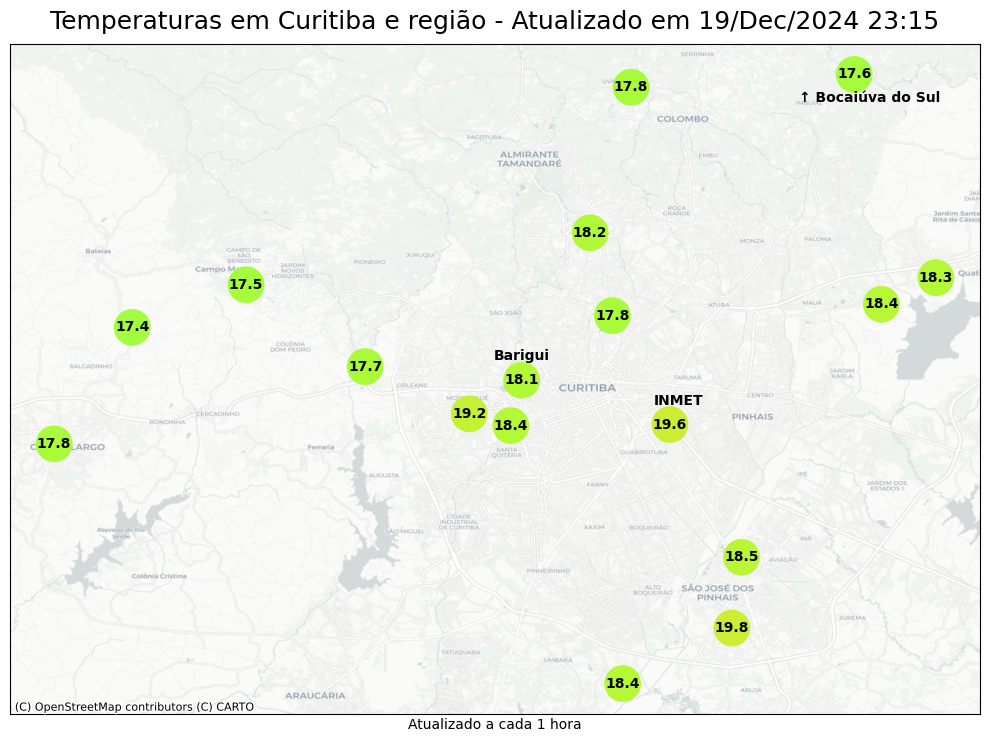 Temperaturas em Curitiba e região - Atualizado em 19/Dec/2024 23:15
SERRINHA
17.6
17.8
↑ Bocaiúva do Sul
COLOMBO
PACOTUBA
ALMIRANTE
TAMANDARÉ
EMBU
ROÇA
GRANDE
18.2
MONZA
PALOMA
Jardim Santa
Rita de Cássia
Bateias
CAMPO DE
SÃO
BENEDITO
JURUQUI
PIONEIRO
JARDIM
NOVOS
HORIZONTES
Campo M
17.5
18.3
Quat
18.4
MAUÁ
ATUBA
SÃO JOÃO
17.8
17.4
COLÔNIA
DOM PEDRO
Barigui
SALGADINHO
17.7
18.1
JARDIM
KARLA
TARUMÃ
ORLEANS
CURITIBA
CENTRO
INMET
CERCADINHO
RONDINHA
19.2
18.4
19.6
PINHAIS
17.8
LARGO
Ferraria
SANTA
QUITÉRIA
GUABIROTUBA
AUGUSTA
IPÊ
FANNY
JARDIM DOS
ESTADOS I
CIDADE
INDUSTRIAL
DE CURITIBA
XAXIM
BOQUEIRÃO
Represa do Rio
Verde
SÃO MIGUEL
INÁ
18.5
AVIAÇÃO
PINHEIRINHO
Colônia Cristina
ALTO
BOQUEIRÃO
SÃO JOSÉ DOS
PINHAIS
JUREMA
19.8
TATUQUARA
UMBARÁ
18.4
ARUJÁ
ARAUCÁRIA
(C) OpenStreetMap contributors (C) CARTO
Atualizado a cada 1 hora